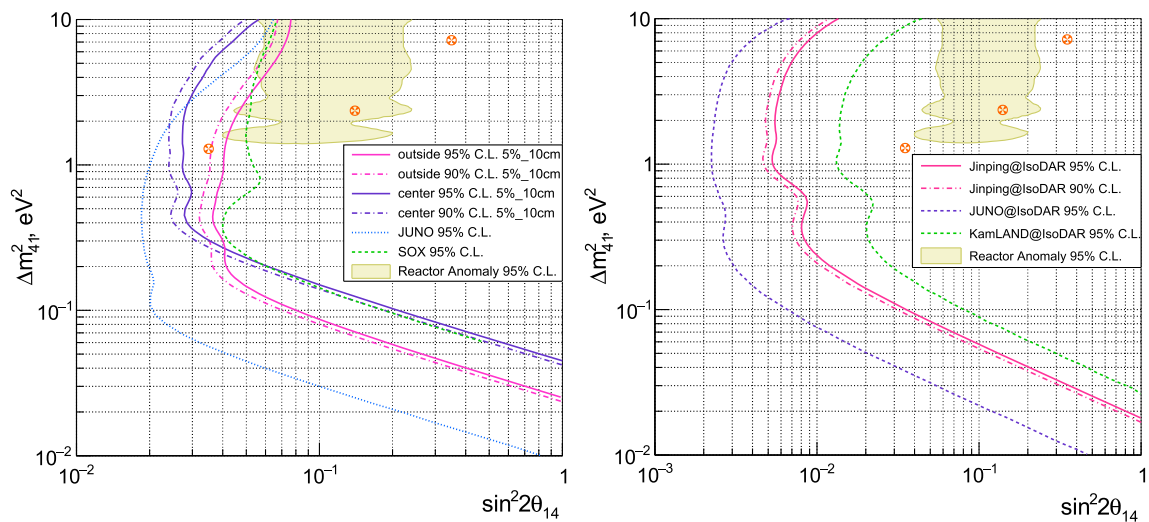 10
1
10⁻¹
10⁻²
Δm²₄₁, eV²
outside 95% C.L. 5%_10cm
outside 90% C.L. 5%_10cm
center 95% C.L. 5%_10cm
center 90% C.L. 5%_10cm
JUNO 95% C.L.
SOX 95% C.L.
Reactor Anomaly 95% C.L.
10⁻² 10⁻¹ 1
sin²2θ₁₄
10
1
10⁻¹
10⁻²
Δm²₄₁, eV²
Jinping@IsoDAR 95% C.L.
Jinping@IsoDAR 90% C.L.
JUNO@IsoDAR 95% C.L.
KamLAND@IsoDAR 95% C.L.
Reactor Anomaly 95% C.L.
10⁻³ 10⁻² 10⁻¹ 1
sin²2θ₁₄